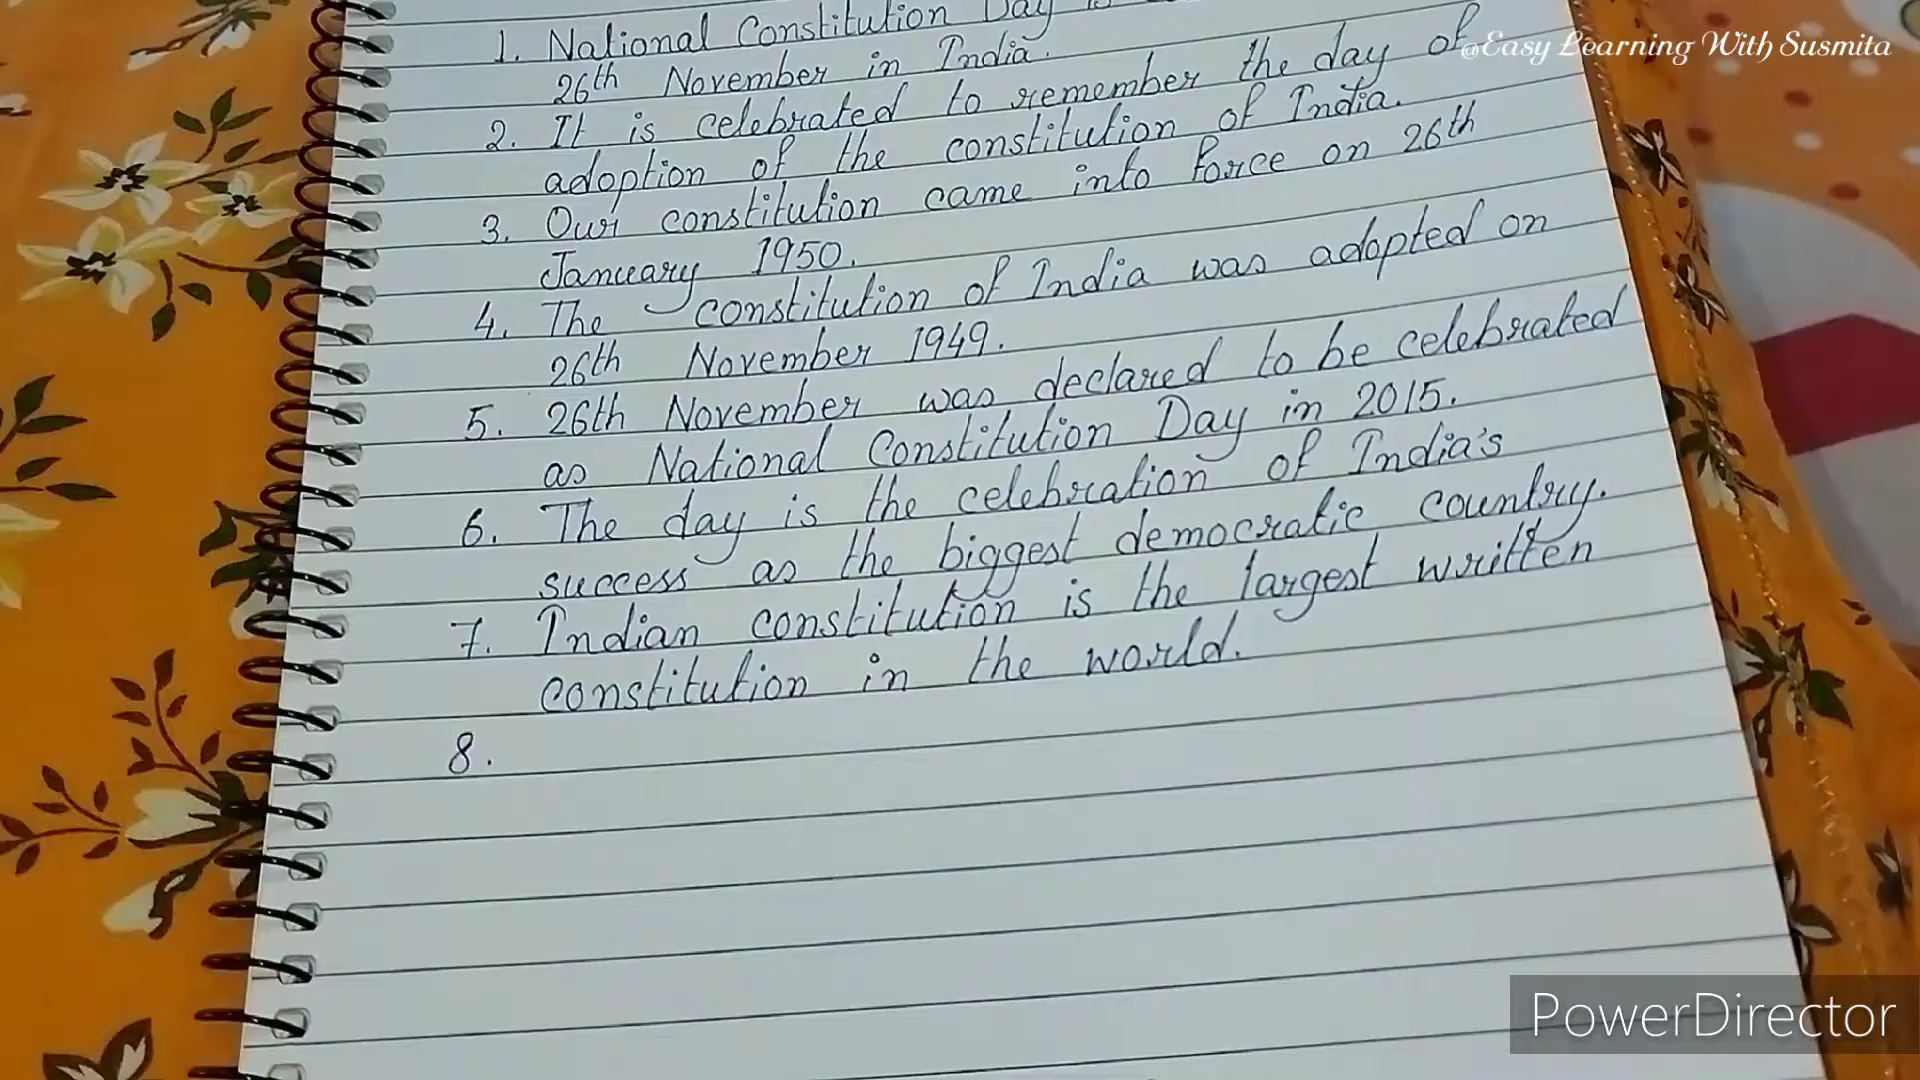 1. National Constitution Day is
26th November in India.
2. It is celebrated to remember the day of
adoption of the constitution of India.
3. Our constitution came into force on 26th
January 1950.
4. The constitution of India was adopted on
26th November 1949.
5. 26th November was declared to be celebrated
as National Constitution Day in 2015.
6. The day is the celebration of India's
success as the biggest democratic country.
7. Indian constitution is the largest written
constitution in the world.
8.
@Easy Learning With Susmita
PowerDirector